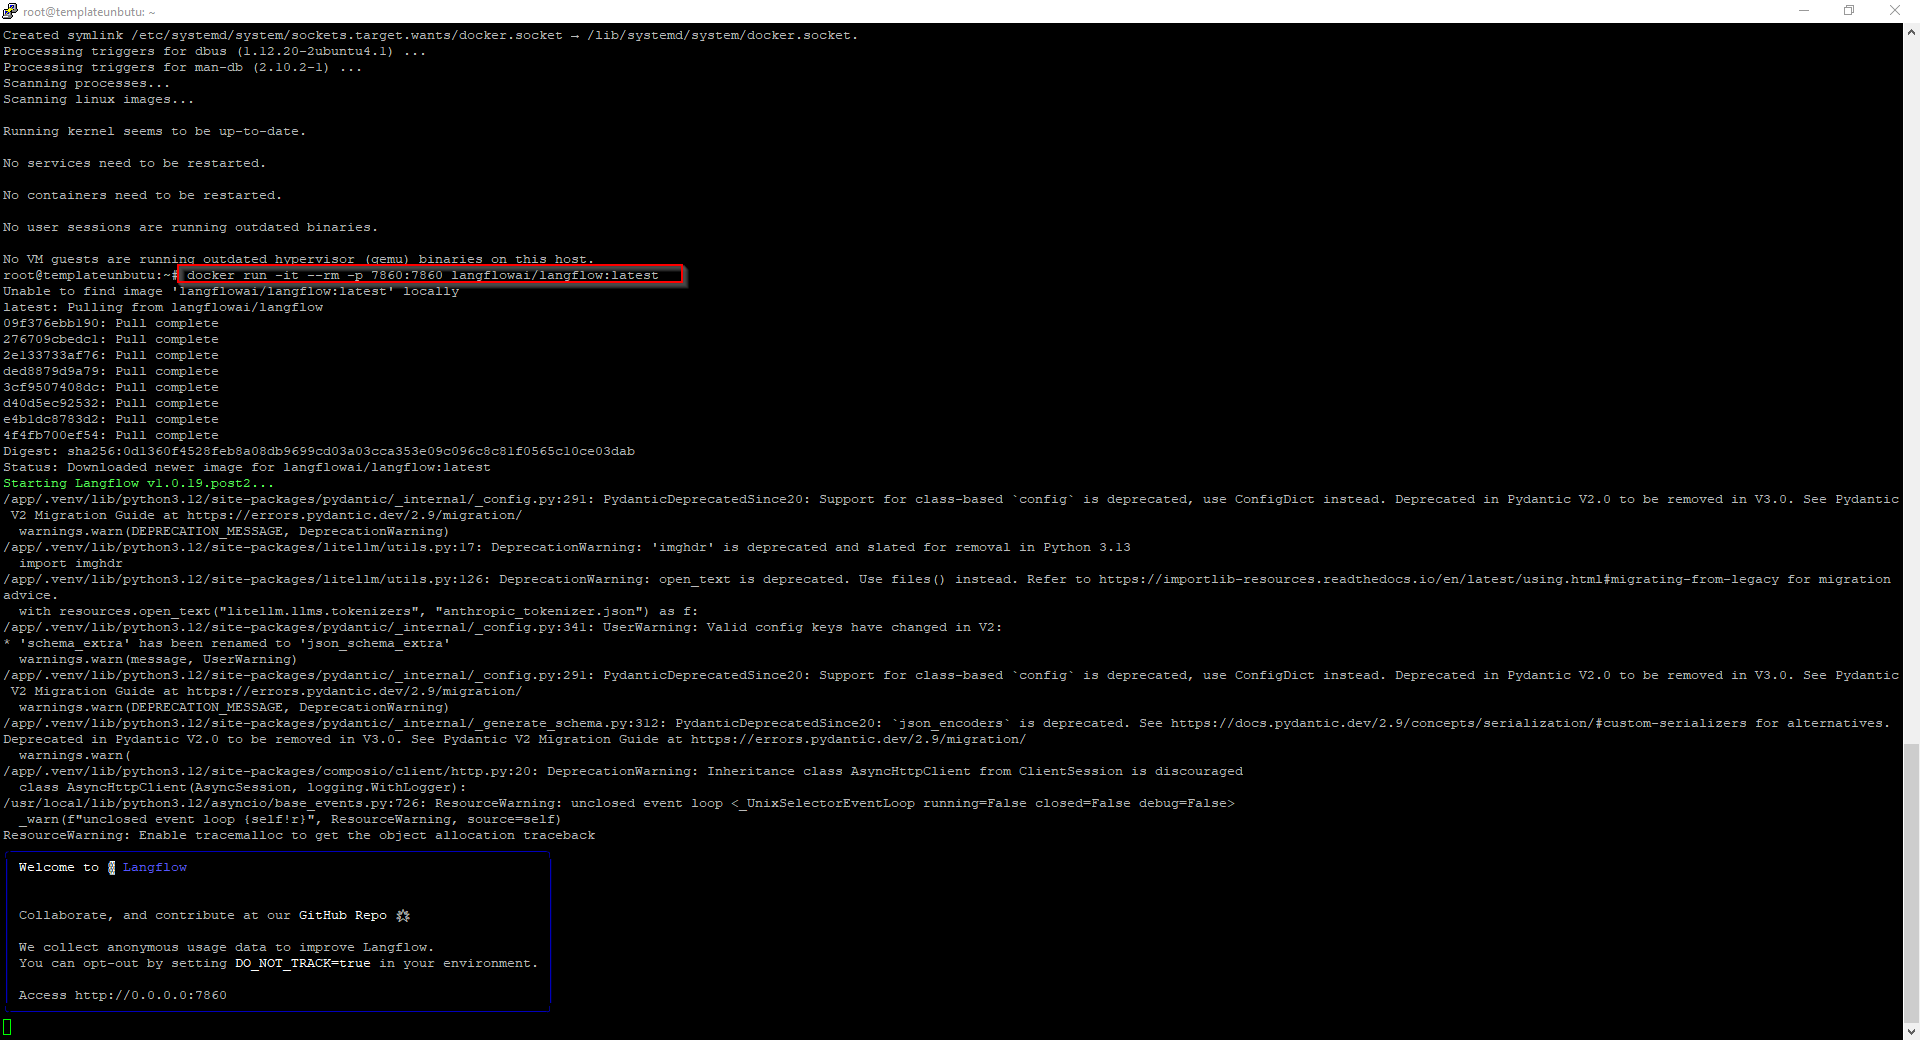 root@templateunbutu: ~
Created symlink /etc/systemd/system/sockets.target.wants/docker.socket → /lib/systemd/system/docker.socket.
Processing triggers for dbus (1.12.20-2ubuntu4.1) ...
Processing triggers for man-db (2.10.2-1) ...
Scanning processes...
Scanning linux images...
Running kernel seems to be up-to-date.
No services need to be restarted.
No containers need to be restarted.
No user sessions are running outdated binaries.
No VM guests are running outdated hypervisor (qemu) binaries on this host.
root@templateunbutu:~# docker run -it --rm -p 7860:7860 langflowai/langflow:latest
Unable to find image 'langflowai/langflow:latest' locally
latest: Pulling from langflowai/langflow
09f376ebb190: Pull complete
276709cbedc1: Pull complete
2e133733af76: Pull complete
ded8879d9a79: Pull complete
3cf9507408dc: Pull complete
d40d5ec92532: Pull complete
e4b1dc8783d2: Pull complete
4f4fb700ef54: Pull complete
Digest: sha256:0d1360f4528feb8a08db9699cd03a03cca353e09c096c8c81f0565c10ce03dab
Status: Downloaded newer image for langflowai/langflow:latest
Starting Langflow v1.0.19.post2...
/app/.venv/lib/python3.12/site-packages/pydantic/_internal/_config.py:291: PydanticDeprecatedSince20: Support for class-based `config` is deprecated, use ConfigDict instead. Deprecated in Pydantic V2.0 to be removed in V3.0. See Pydantic
V2 Migration Guide at https://errors.pydantic.dev/2.9/migration/
warnings.warn(DEPRECATION_MESSAGE, DeprecationWarning)
/app/.venv/lib/python3.12/site-packages/litellm/utils.py:17: DeprecationWarning: 'imghdr' is deprecated and slated for removal in Python 3.13
import imghdr
/app/.venv/lib/python3.12/site-packages/litellm/utils.py:126: DeprecationWarning: open_text is deprecated. Use files() instead. Refer to https://importlib-resources.readthedocs.io/en/latest/using.html#migrating-from-legacy for migration
advice.
with resources.open_text("litellm.llms.tokenizers", "anthropic_tokenizer.json") as f:
/app/.venv/lib/python3.12/site-packages/pydantic/_internal/_config.py:341: UserWarning: Valid config keys have changed in V2:
* 'schema_extra' has been renamed to 'json_schema_extra'
warnings.warn(message, UserWarning)
/app/.venv/lib/python3.12/site-packages/pydantic/_internal/_config.py:291: PydanticDeprecatedSince20: Support for class-based `config` is deprecated, use ConfigDict instead. Deprecated in Pydantic V2.0 to be removed in V3.0. See Pydantic
V2 Migration Guide at https://errors.pydantic.dev/2.9/migration/
warnings.warn(DEPRECATION_MESSAGE, DeprecationWarning)
/app/.venv/lib/python3.12/site-packages/pydantic/_internal/_generate_schema.py:312: PydanticDeprecatedSince20: `json_encoders` is deprecated. See https://docs.pydantic.dev/2.9/concepts/serialization/#custom-serializers for alternatives.
Deprecated in Pydantic V2.0 to be removed in V3.0. See Pydantic V2 Migration Guide at https://errors.pydantic.dev/2.9/migration/
warnings.warn(
/app/.venv/lib/python3.12/site-packages/composio/client/http.py:20: DeprecationWarning: Inheritance class AsyncHttpClient from ClientSession is discouraged
class AsyncHttpClient(AsyncSession, logging.WithLogger):
/usr/local/lib/python3.12/asyncio/base_events.py:726: ResourceWarning: unclosed event loop <_UnixSelectorEventLoop running=False closed=False debug=False>
_warn(f"unclosed event loop {self!r}", ResourceWarning, source=self)
ResourceWarning: Enable tracemalloc to get the object allocation traceback
Welcome to Langflow
Collaborate, and contribute at our GitHub Repo
We collect anonymous usage data to improve Langflow.
You can opt-out by setting DO_NOT_TRACK=true in your environment.
Access http://0.0.0.0:7860